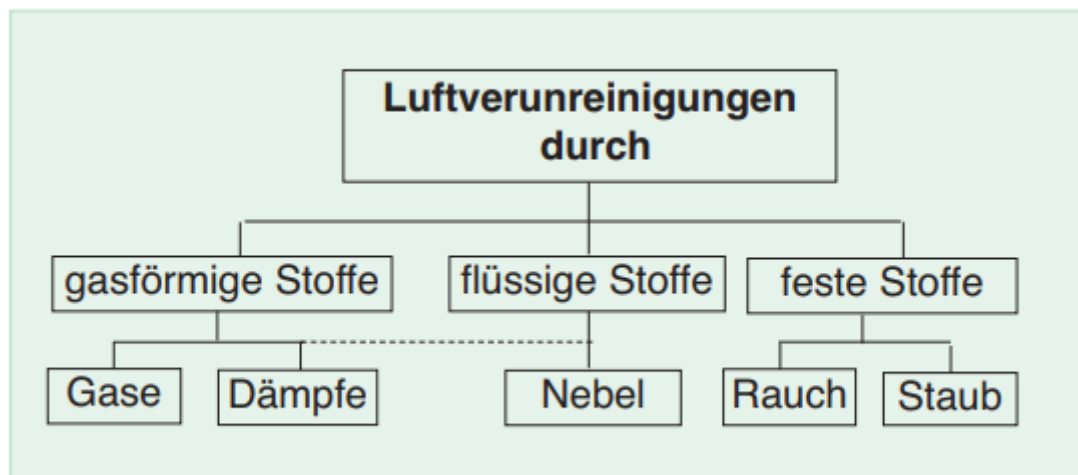 Luftverunreinigungen
durch
gasförmige Stoffe
flüssige Stoffe
feste Stoffe
Gase
Dämpfe
Nebel
Rauch
Staub